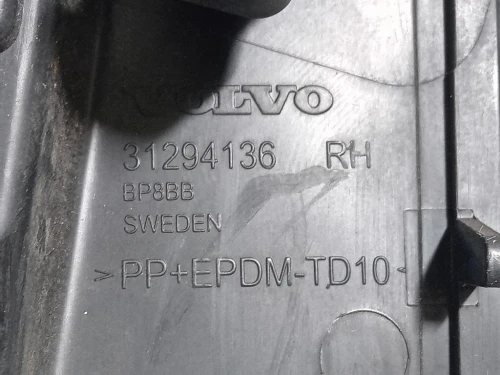 VOLVO
31294136 RH
BP8BB
SWEDEN
>PP+EPDM-TD10<